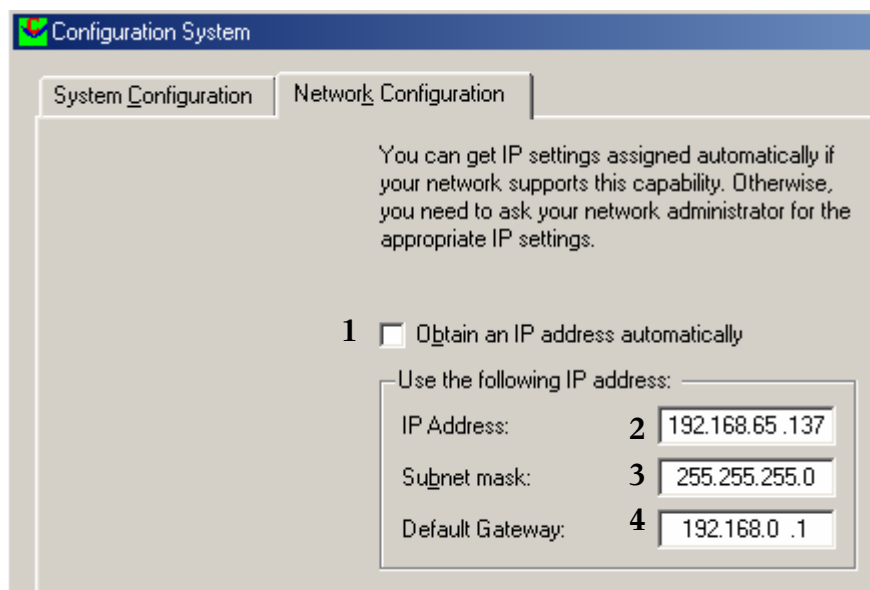 Configuration System
System Configuration
Network Configuration
You can get IP settings assigned automatically if
your network supports this capability. Otherwise,
you need to ask your network administrator for the
appropriate IP settings.
1 Obtain an IP address automatically
Use the following IP address:
IP Address: 2 192.168.65 .137
Subnet mask: 3 255.255.255.0
Default Gateway: 4 192.168.0 .1